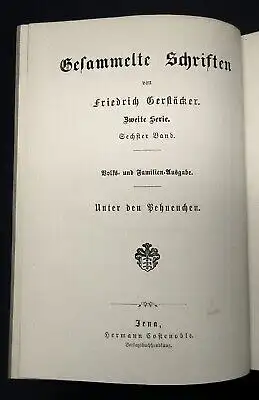 Gesammelte Schriften
von
Friedrich Gerstäcker.
Zweite Serie.
Sechster Band.
Volks- und Familien-Ausgabe.
Unter den Pehuenchen.
Jena,
Hermann Costenoble.
Verlagsbuchhandlung.